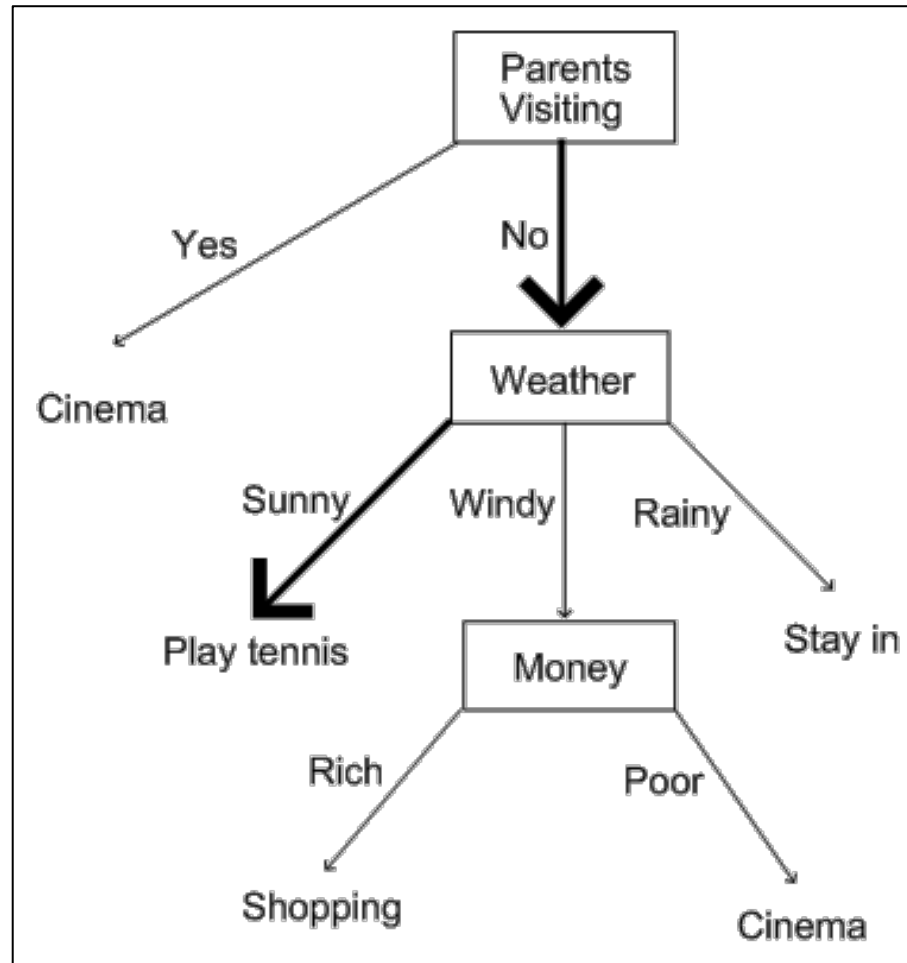 Parents
Visiting
Yes
No
Cinema
Weather
Sunny
Windy
Rainy
Play tennis
Stay in
Money
Rich
Poor
Shopping
Cinema